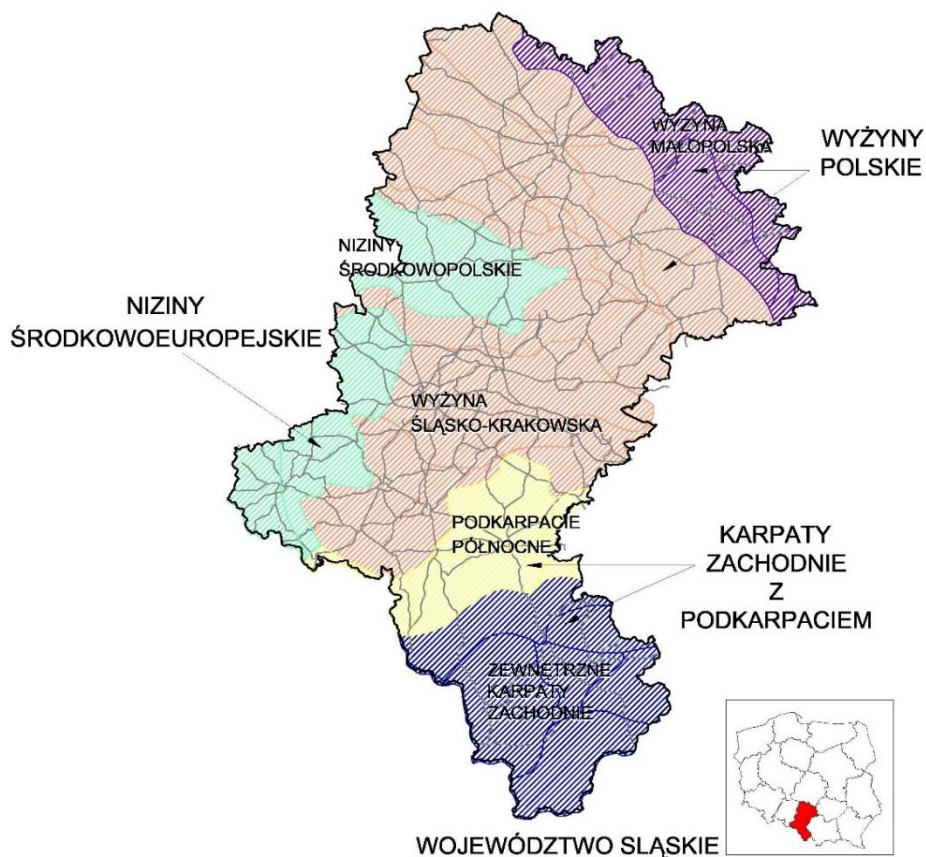 WYŻYNA
MAŁOPOLSKA
WYŻYNY
POLSKIE
NIZINY
ŚRODKOWOPOLSKIE
NIZINY
ŚRODKOWOEUROPEJSKIE
WYŻYNA
ŚLĄSKO-KRAKOWSKA
PODKARPACIE
PÓŁNOCNE
KARPATY
ZACHODNIE
Z
PODKARPACIEM
ZEWNĘTRZNE
KARPATY
ZACHODNIE
WOJEWÓDZTWO SLĄSKIE